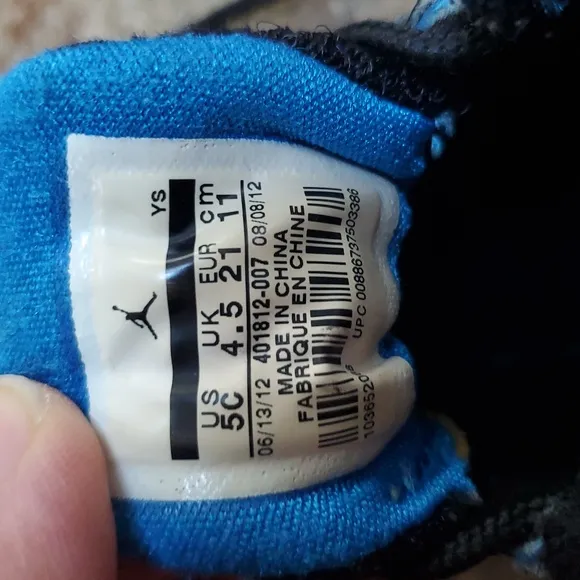 YS
US UK EUR cm
5C 4.5 21 11
06/13/12 401812-007 08/08/12
MADE IN CHINA
FABRIQUE EN CHINE
UPC 00886737503386